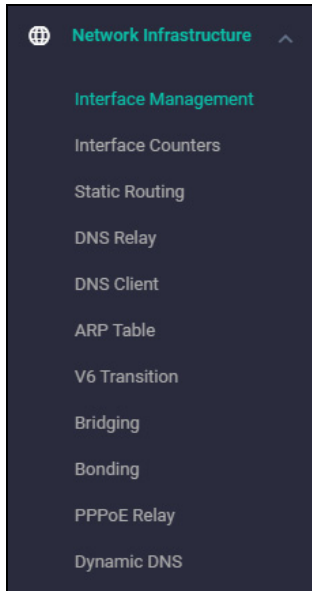 Network Infrastructure
Interface Management
Interface Counters
Static Routing
DNS Relay
DNS Client
ARP Table
V6 Transition
Bridging
Bonding
PPPoE Relay
Dynamic DNS